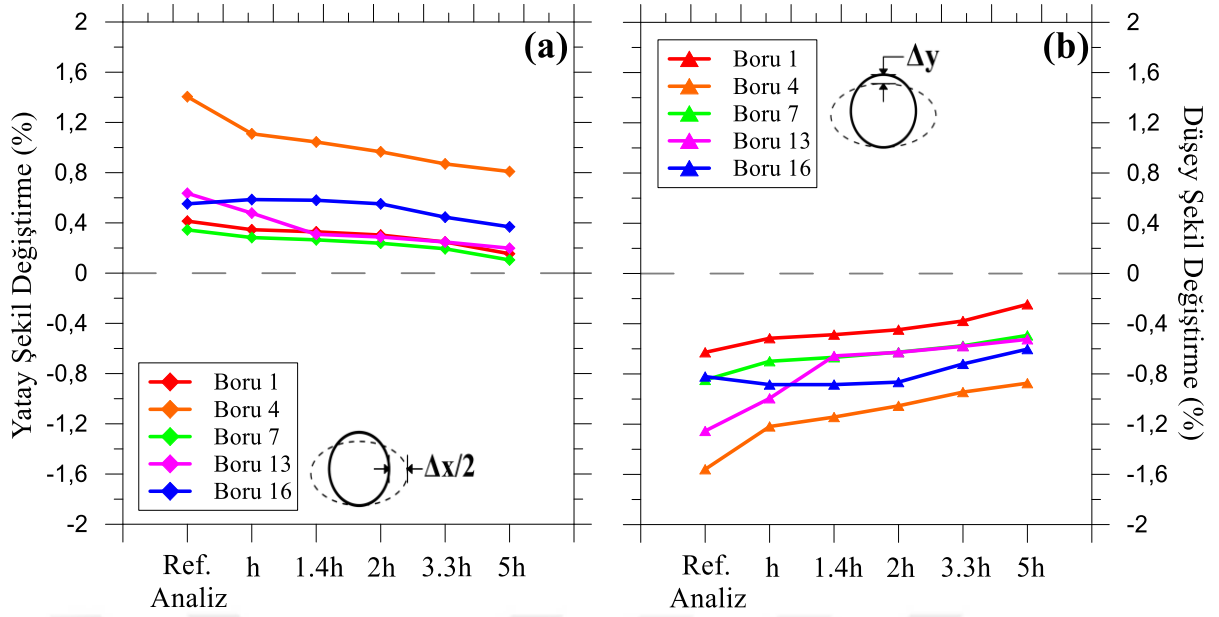 Yatay Şekil Değiştirme (%)
2
1,6
1,2
0,8
0,4
0
-0,4
-0,8
-1,2
-1,6
-2
(a)
Boru 1
Boru 4
Boru 7
Boru 13
Boru 16
Δx/2
Ref.
Analiz
h
1.4h
2h
3.3h
5h
(b)
Boru 1
Boru 4
Boru 7
Boru 13
Boru 16
Δy
Ref.
Analiz
h
1.4h
2h
3.3h
5h
2
1,6
1,2
0,8
0,4
0
-0,4
-0,8
-1,2
-1,6
-2
Düşey Şekil Değiştirme (%)